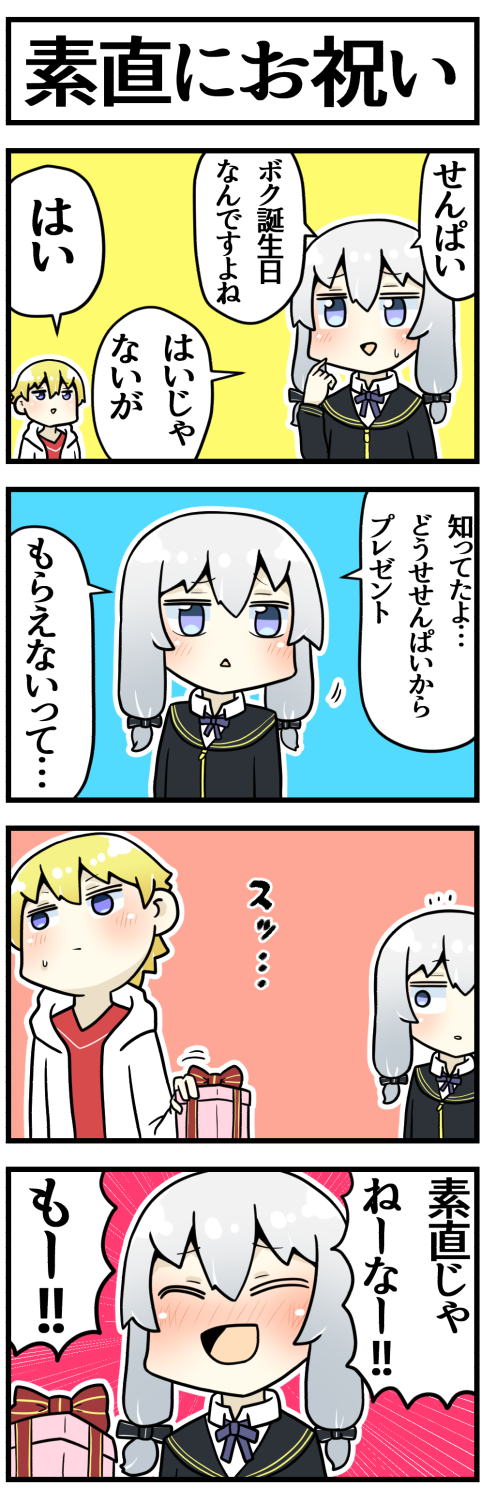 素直にお祝い
せんぱい
ボク誕生日
なんですよね
はい
はいじゃ
ないが
知ってたよ…
どうせせんぱいから
プレゼント
もらえないって…
スッ…
素直じゃ
ねーなー!!
もー!!